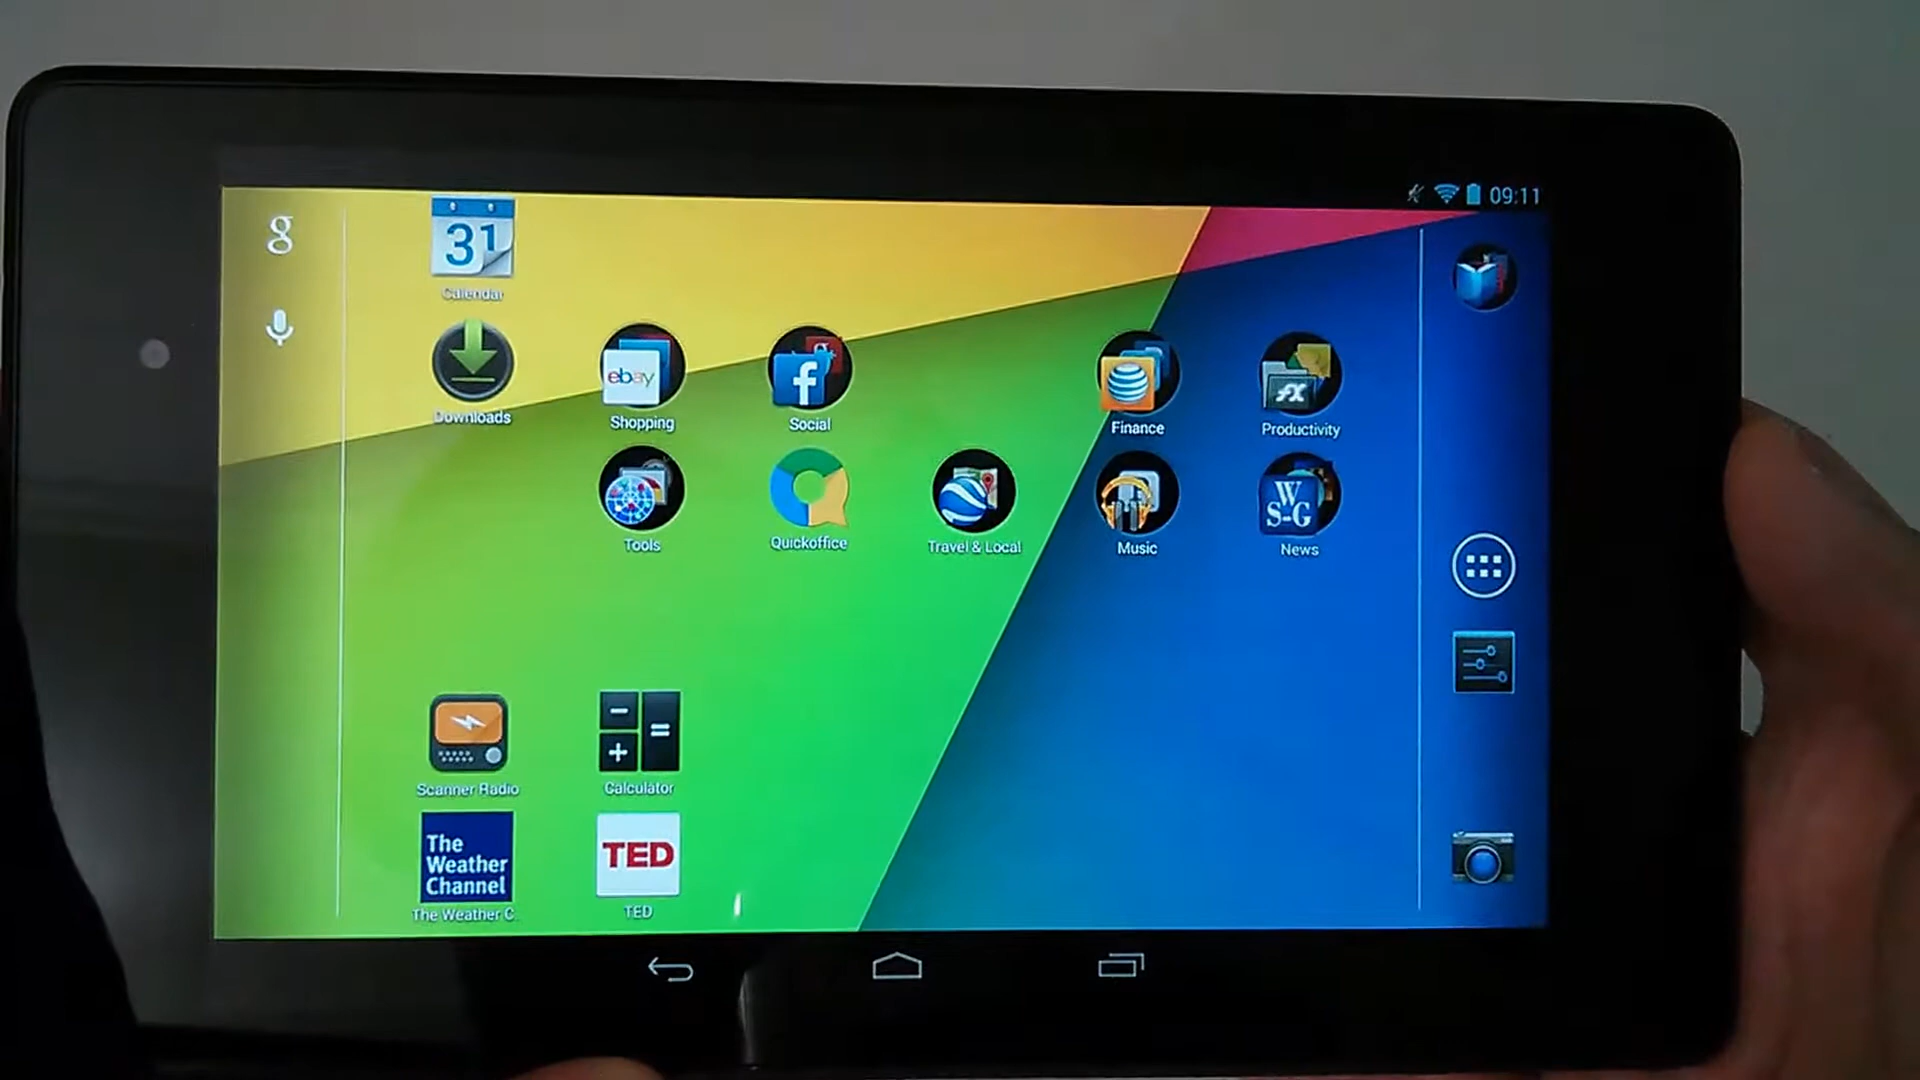 09:11
g
31
Calendar
Downloads
ebay
Shopping
f
g+
Social
Finance
fx
Productivity
Tools
Quickoffice
Travel & Local
Music
W
S-G
News
Scanner Radio
− + =
Calculator
The
Weather
Channel
The Weather C..
TED
TED